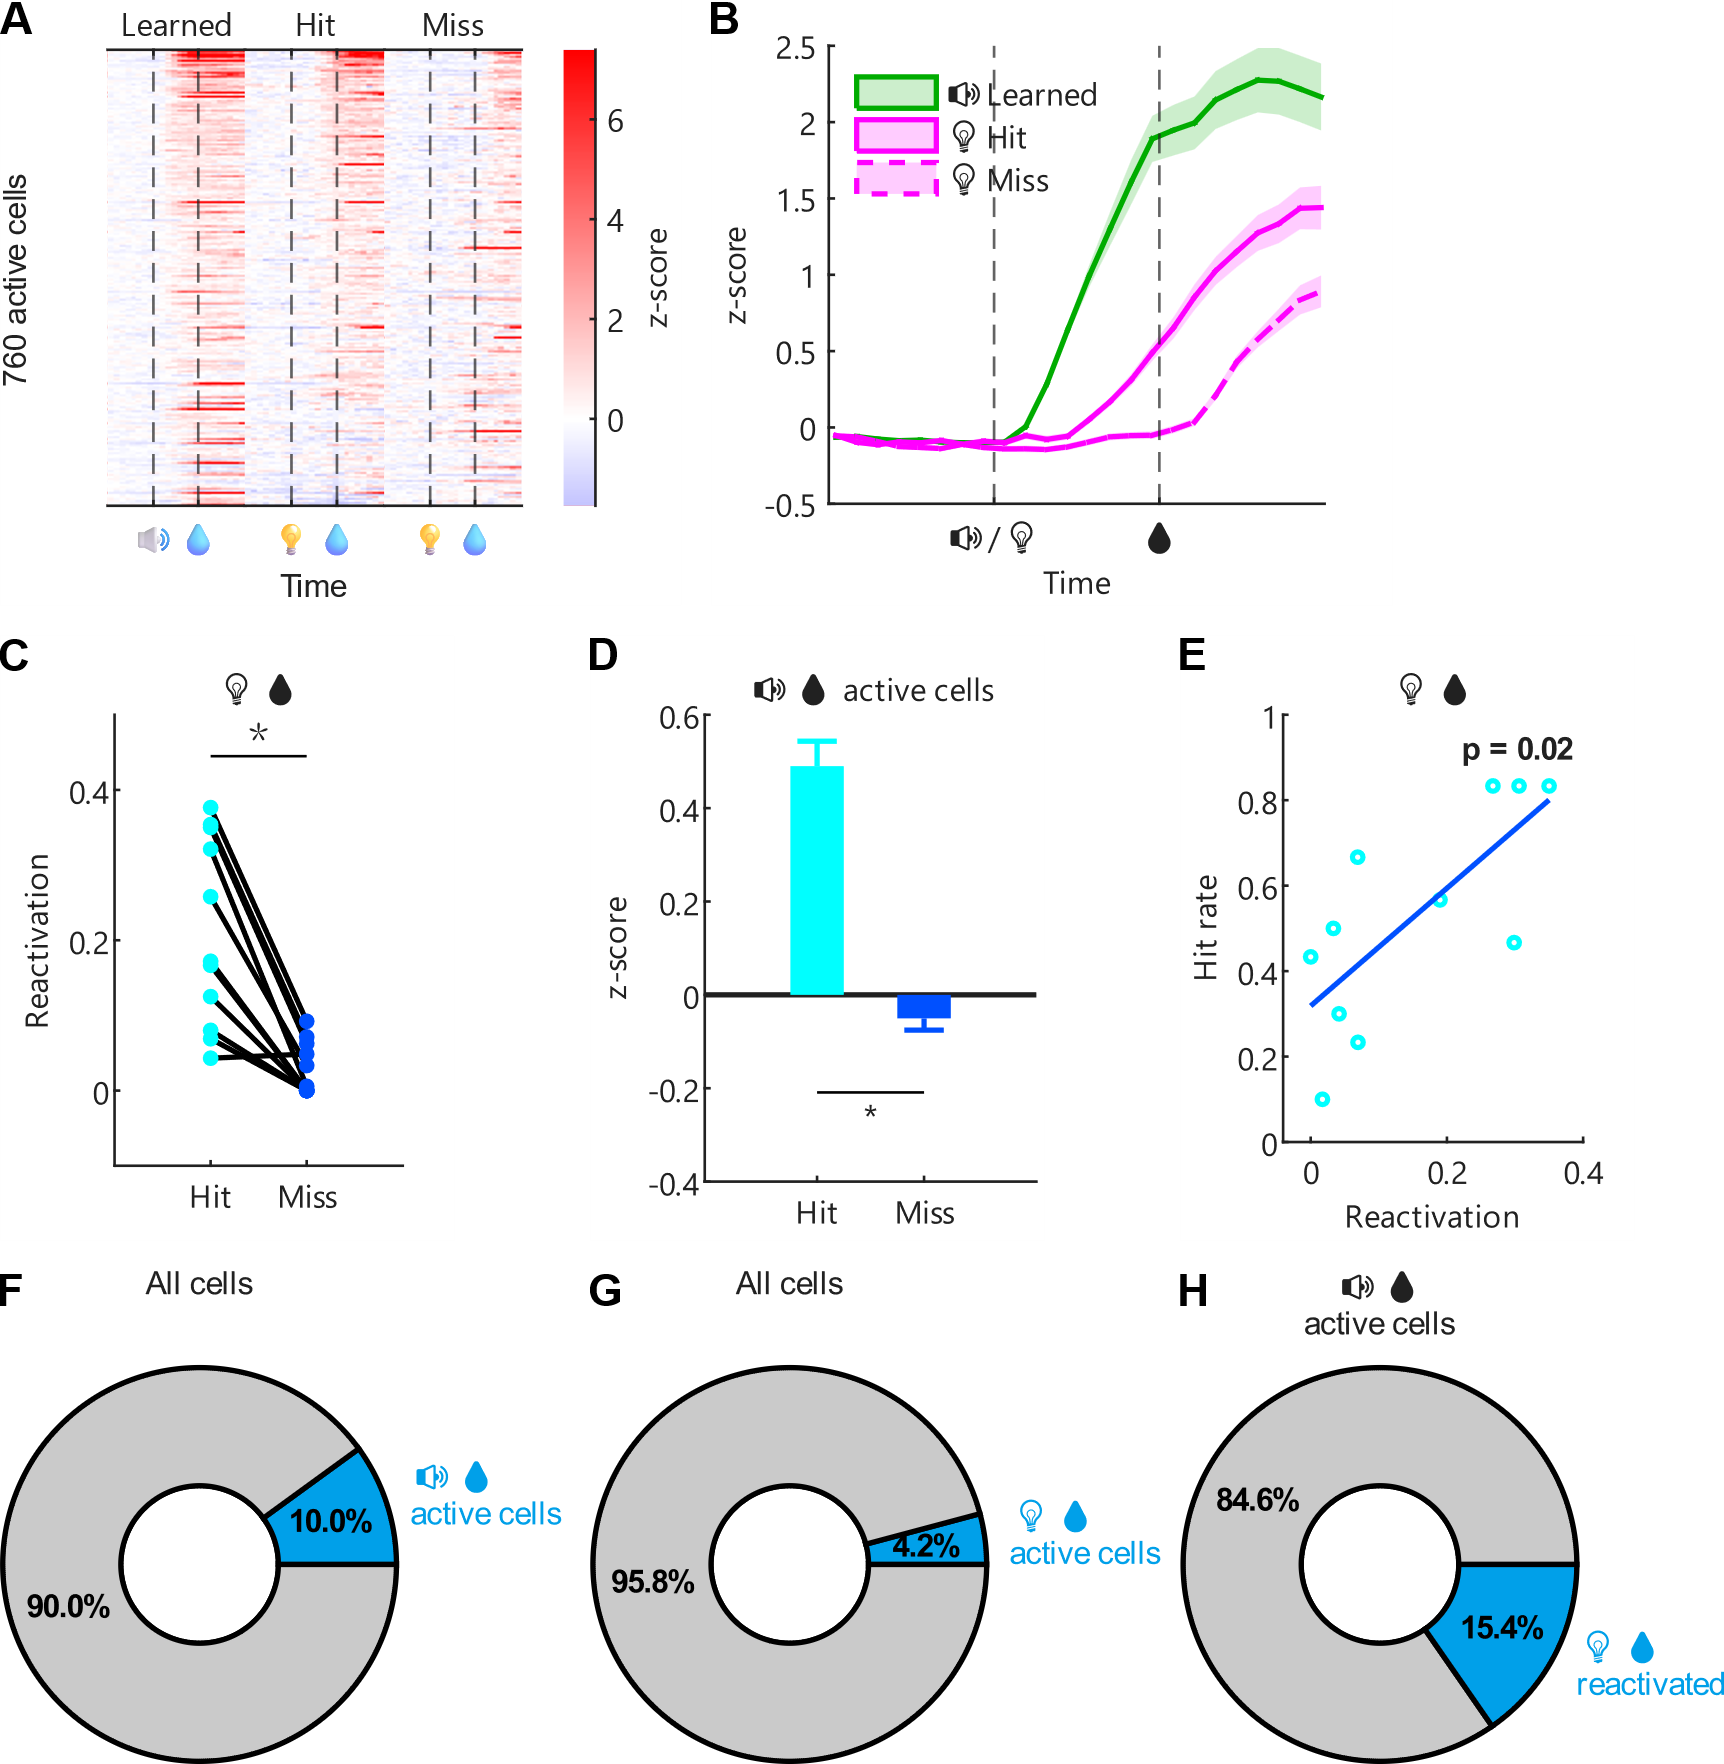 A
Learned
Hit
Miss
760 active cells
6
4
2
0
z-score
Time
B
2.5
2
1.5
1
0.5
0
-0.5
z-score
Learned
Hit
Miss
/
Time
C
*
0.4
0.2
0
Reactivation
Hit
Miss
D
active cells
0.6
0.4
0.2
0
-0.2
-0.4
z-score
*
Hit
Miss
E
p = 0.02
1
0.8
0.6
0.4
0.2
0
Hit rate
0
0.2
0.4
Reactivation
F
All cells
10.0%
90.0%
active cells
G
All cells
4.2%
95.8%
active cells
H
active cells
84.6%
15.4%
reactivated